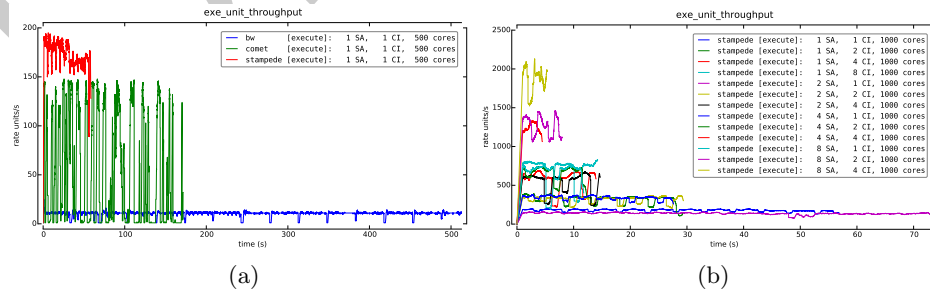 exe_unit_throughput
200
150
100
50
0
rate units/s
bw [execute]: 1 SA, 1 CI, 500 cores
comet [execute]: 1 SA, 1 CI, 500 cores
stampede [execute]: 1 SA, 1 CI, 500 cores
0 100 200 300 400 500
time (s)
(a)
exe_unit_throughput
2500
2000
1500
1000
500
0
rate units/s
stampede [execute]: 1 SA, 1 CI, 1000 cores
stampede [execute]: 1 SA, 2 CI, 1000 cores
stampede [execute]: 1 SA, 4 CI, 1000 cores
stampede [execute]: 1 SA, 8 CI, 1000 cores
stampede [execute]: 2 SA, 1 CI, 1000 cores
stampede [execute]: 2 SA, 2 CI, 1000 cores
stampede [execute]: 2 SA, 4 CI, 1000 cores
stampede [execute]: 4 SA, 1 CI, 1000 cores
stampede [execute]: 4 SA, 2 CI, 1000 cores
stampede [execute]: 4 SA, 4 CI, 1000 cores
stampede [execute]: 8 SA, 1 CI, 1000 cores
stampede [execute]: 8 SA, 2 CI, 1000 cores
stampede [execute]: 8 SA, 4 CI, 1000 cores
0 10 20 30 40 50 60 70
time (s)
(b)